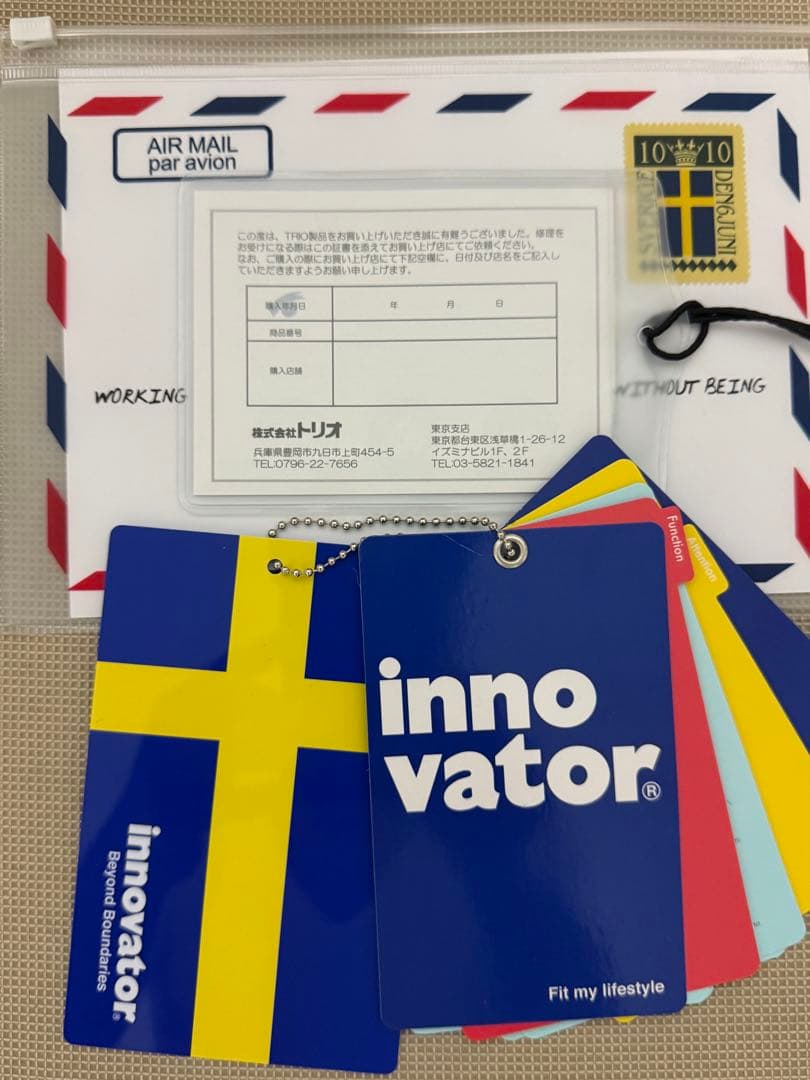 AIR MAIL
par avion
10 10
SVERIGE
DEN 6 JUNI
この度は、TRIO製品をお買い上げいただき誠に有難うございました。修理を
お受けになる際はこの証書を添えてお買い上げ店にてご依頼ください。
なお、ご購入の際にお買い上げ店にて下記空欄に、日付及び店名をご記入し
ていただきますようお願い申し上げます。
購入年月日 年 月 日
商品番号
購入店舗
株式会社トリオ
兵庫県豊岡市九日市上町454-5
TEL:0796-22-7656
東京支店
東京都台東区浅草橋1-26-12
イズミナビル1F、2F
TEL:03-5821-1841
WORKING
WITHOUT BEING
Function
Attention
inno
vator®
Fit my lifestyle
innovator®
Beyond Boundaries